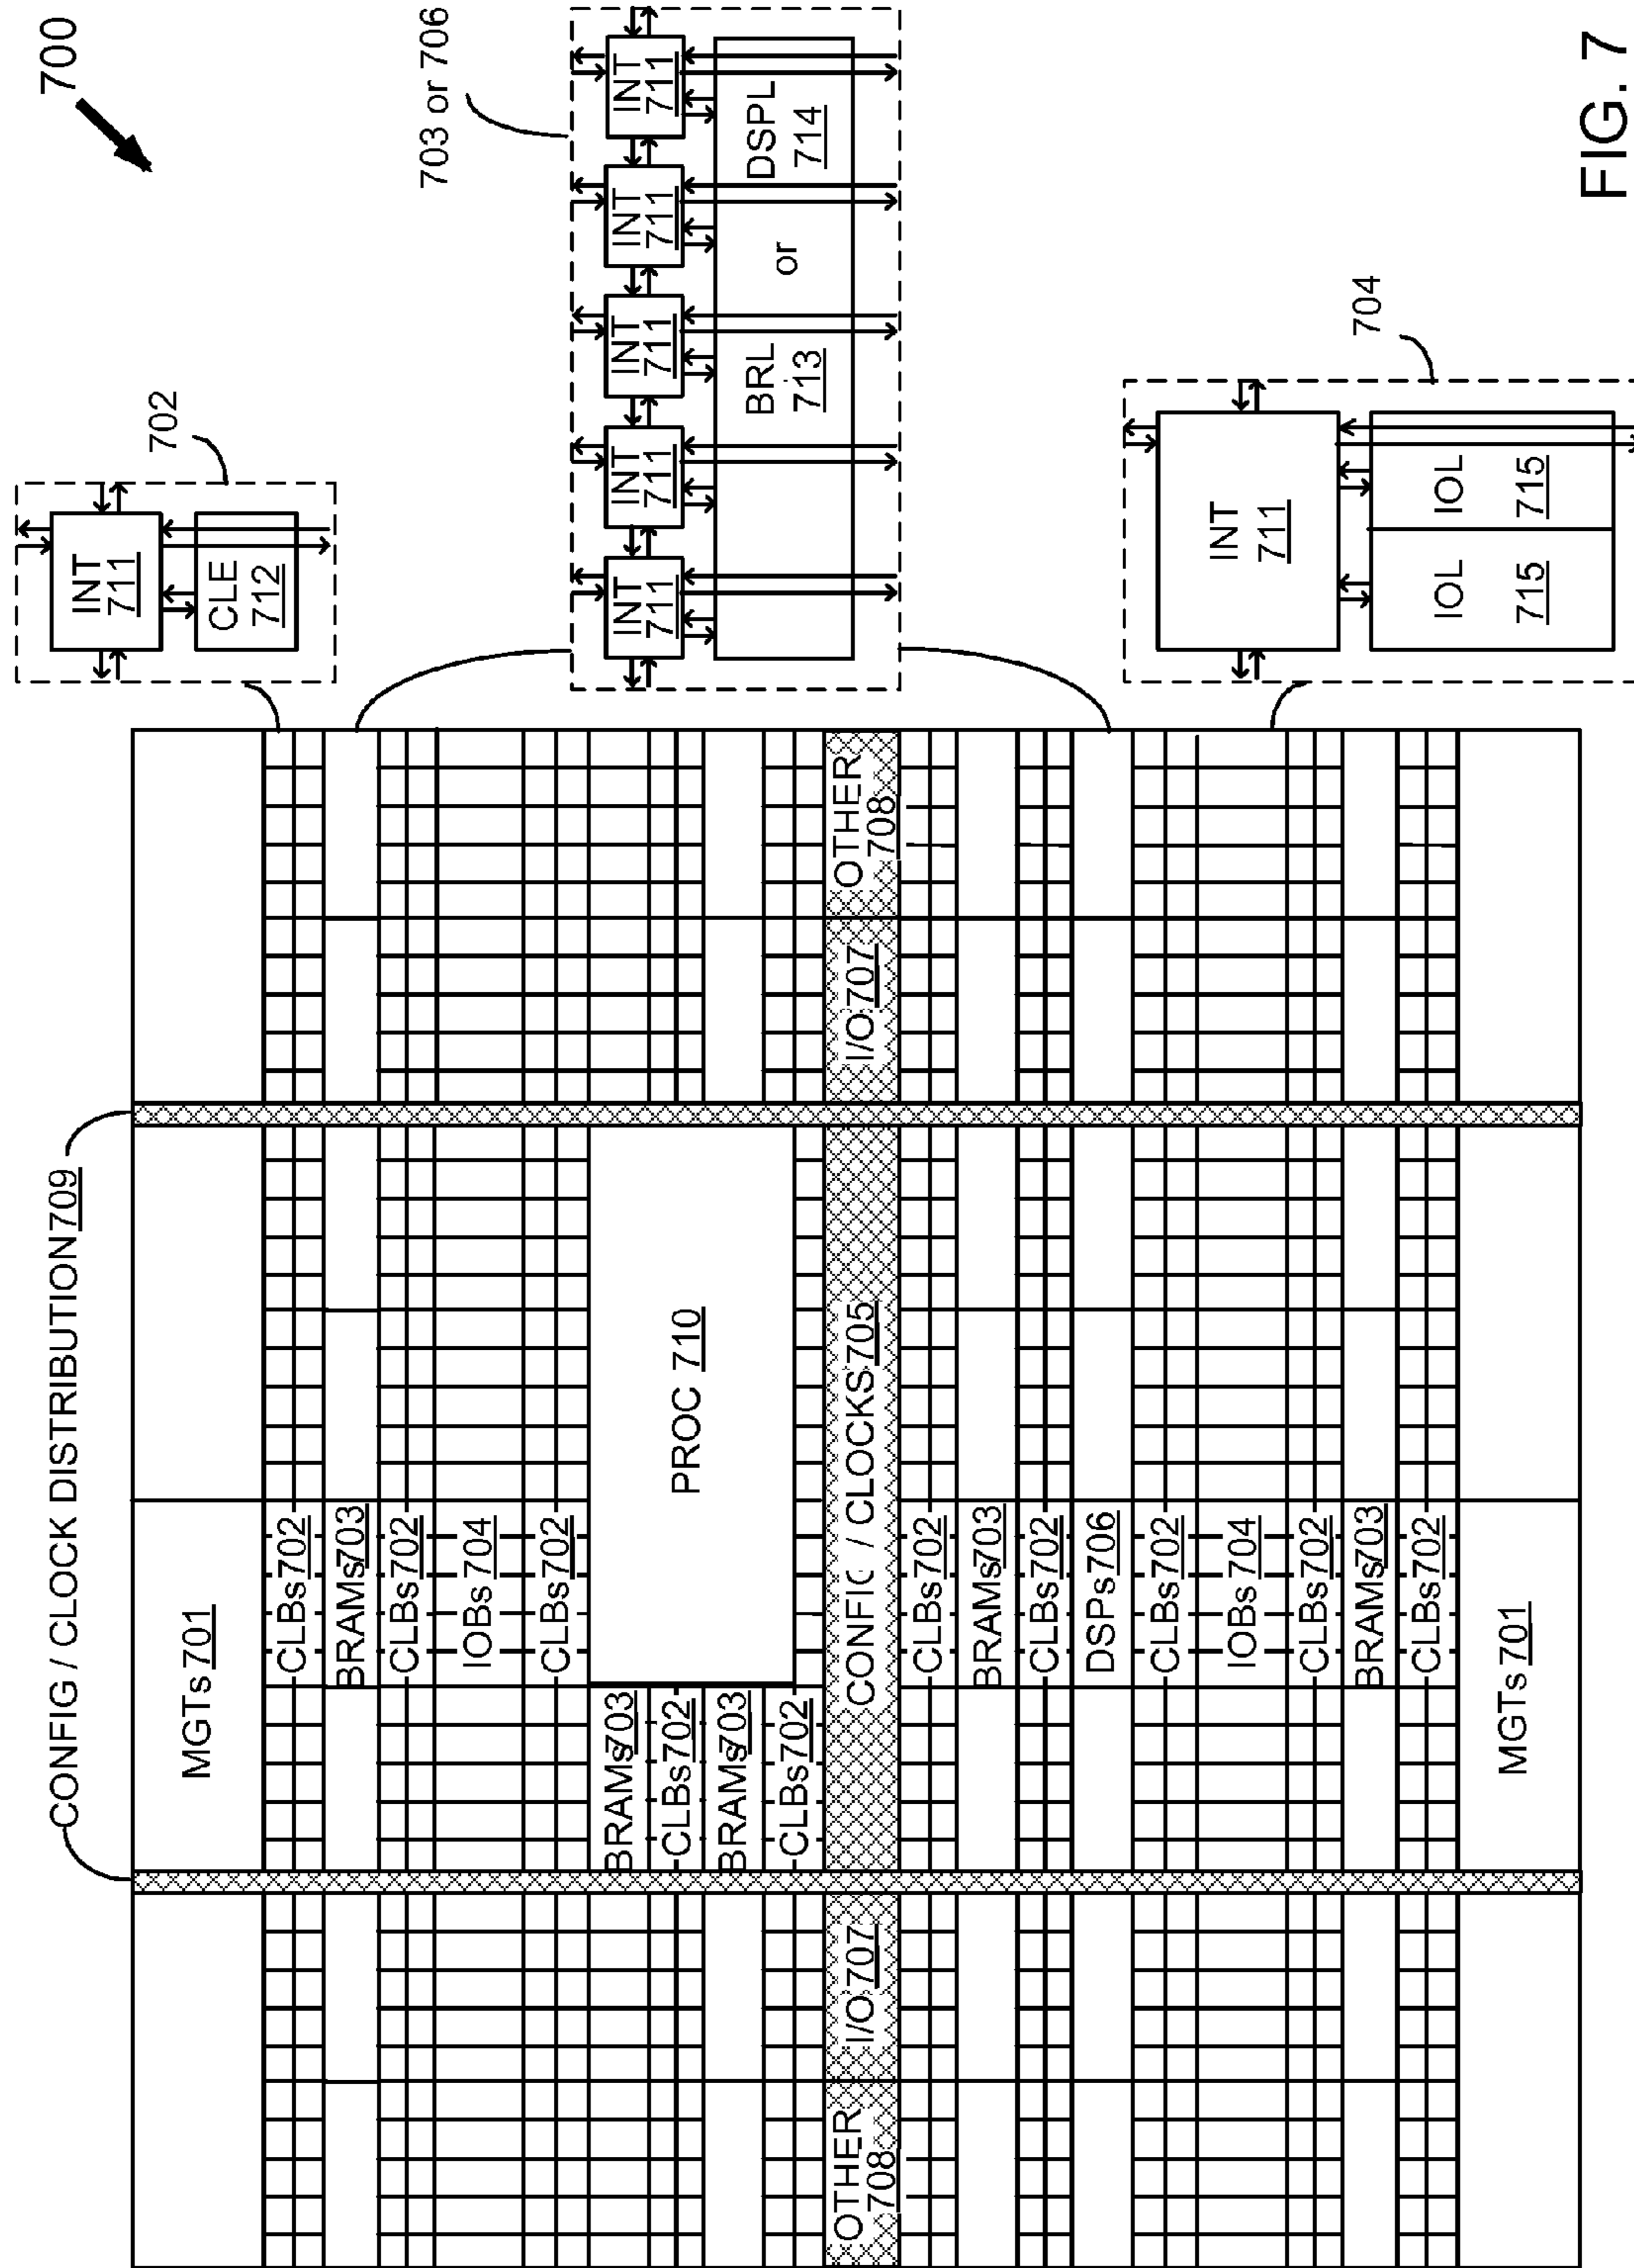 700
CONFIG / CLOCK DISTRIBUTION 709
INT
711
CLE
712
702
MGTs 701
CLBs 702
BRAMs 703
CLBs 702
IOBs 704
CLBs 702
BRAMs 703
CLBs 702
BRAMs 703
CLBs 702
PROC 710
703 or 706
INT
711
INT
711
INT
711
INT
711
INT
711
BRL
713
or
DSPL
714
OTHER
708
I/O 707
CONFIG / CLOCKS 705
I/O 707
OTHER
708
CLBs 702
BRAMs 703
CLBs 702
DSPs 706
CLBs 702
IOBs 704
CLBs 702
BRAMs 703
CLBs 702
MGTs 701
INT
711
704
IOL
715
IOL
715
FIG. 7